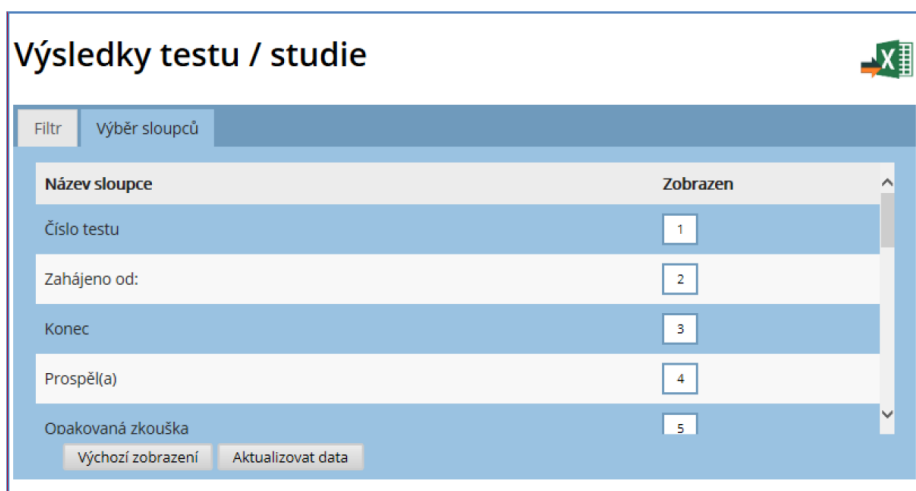 Výsledky testu / studie
X
Filtr Výběr sloupců
Název sloupce Zobrazen
Číslo testu 1
Zahájeno od: 2
Konec 3
Prospěl(a) 4
Opakovaná zkouška 5
Výchozí zobrazení Aktualizovat data